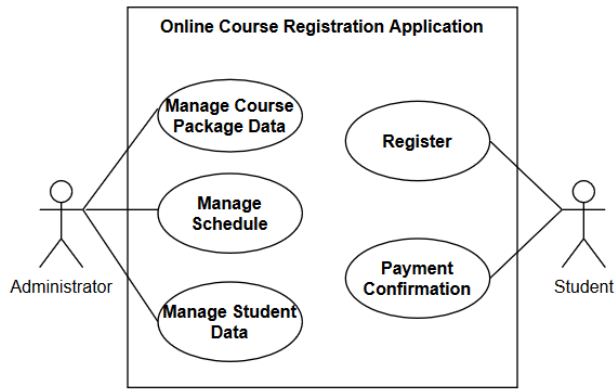 Online Course Registration Application
Manage Course
Package Data
Register
Manage
Schedule
Administrator
Student
Payment
Confirmation
Manage Student
Data